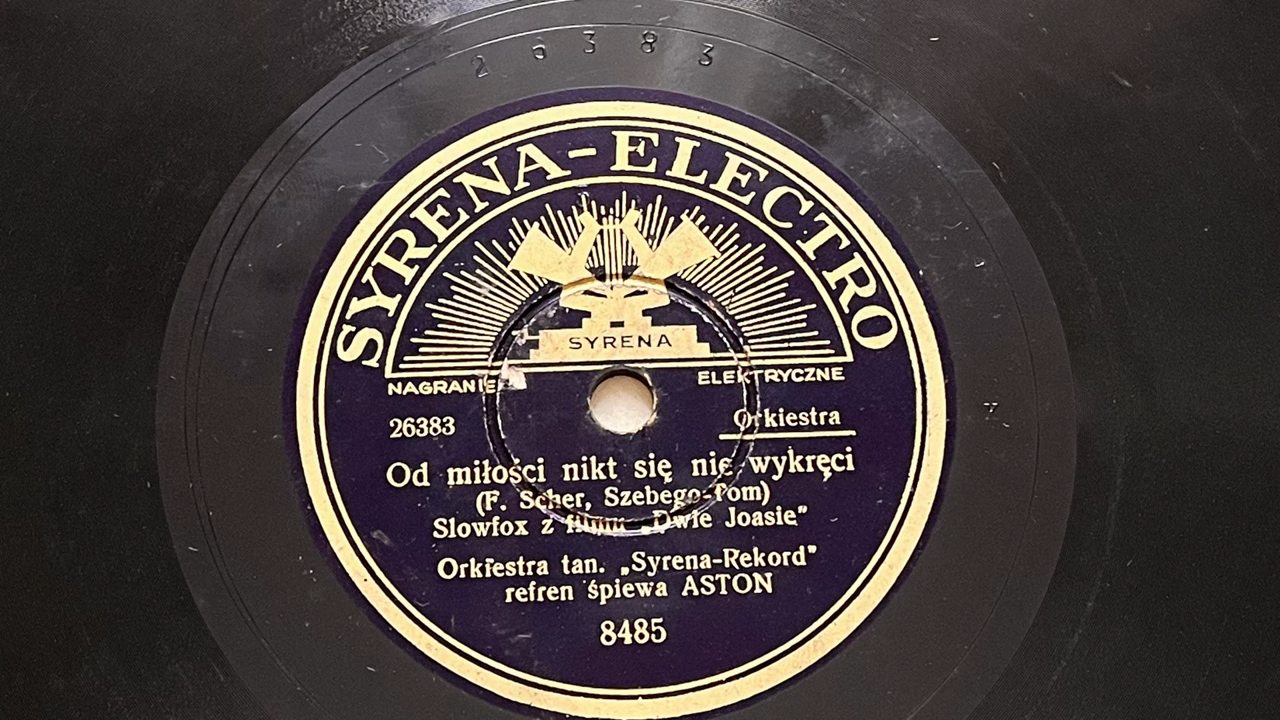 26383
SYRENA-ELECTRO
SYRENA
NAGRANIE ELEKTRYCZNE
26383 Orkiestra
Od miłości nikt się nie wykręci
(F. Scher, Szebego-Tom)
Slowfox z filmu „Dwie Joasie"
Orkiestra tan. „Syrena-Rekord"
refren śpiewa ASTON
8485